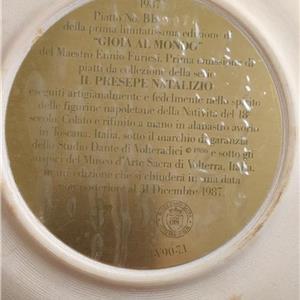 1987
Piatto No.
della prima limitatissima edizione di
"GIOIA AL MONDO"
del Maestro Ennio Furiesi. Prima emissione di
piatti da collezione della serie
IL PRESEPE NATALIZIO
eseguiti artigianalmente e fedelmente nello spirito
delle figurine napoletane della Natività del 18°
secolo. Colato e rifinito a mano in alabastro avorio
in Toscana, Italia, sotto il marchio di garanzia
dello Studio Dante di Volteradici © 1986 e sotto gli
auspici del Museo d'Arte Sacra di Volterra, Italia,
in un'edizione che si chiuderà in una data
non posteriore al 31 Dicembre 1987.